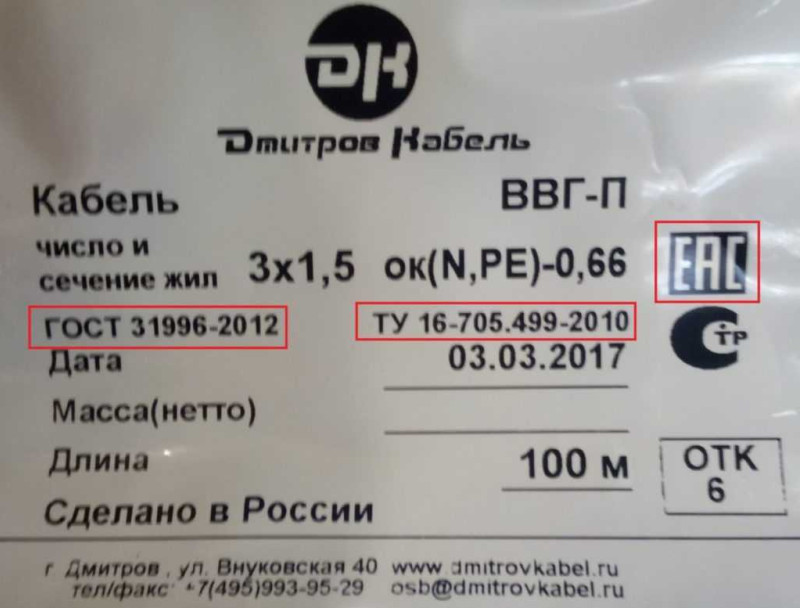 ДК
Дмитров Кабель
Кабель ВВГ-П
число и
сечение жил 3х1,5 ок(N,PE)-0,66 ЕАС
ГОСТ 31996-2012 ТУ 16-705.499-2010
СТР
Дата 03.03.2017
Масса(нетто)
Длина 100 м ОТК
6
Сделано в России
г Дмитров , ул. Внуковская 40 www.dmitrovkabel.ru
тел/факс +7(495)993-95-29 osb@dmitrovkabel.ru